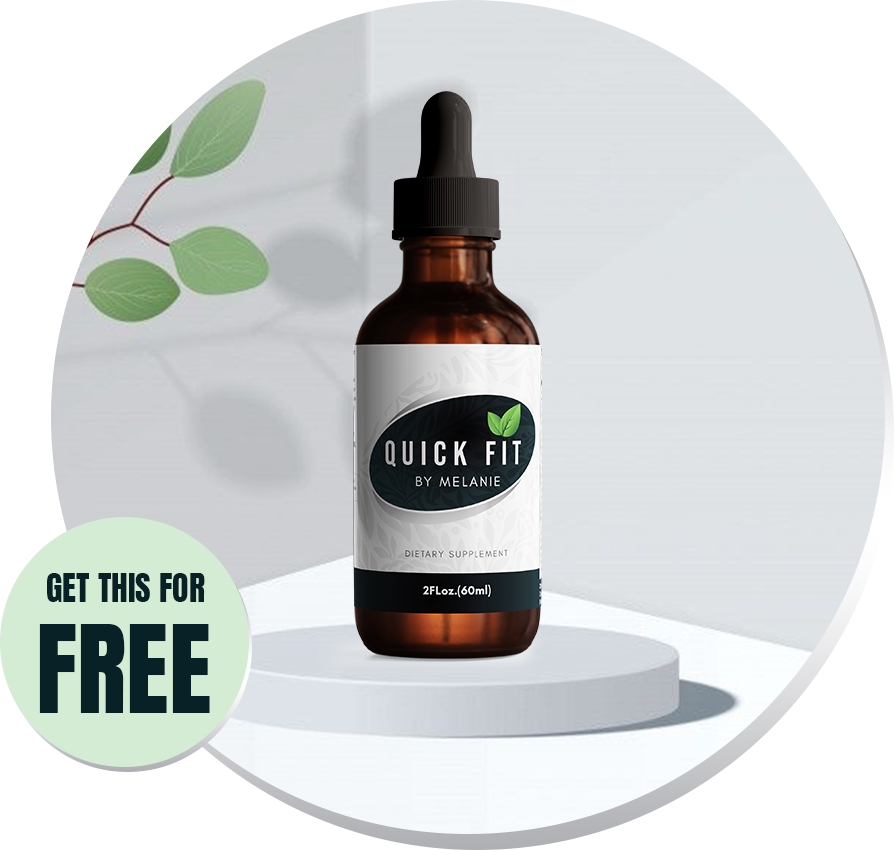 QUICK FIT
BY MELANIE
DIETARY SUPPLEMENT
2FLoz.(60ml)
GET THIS FOR
FREE